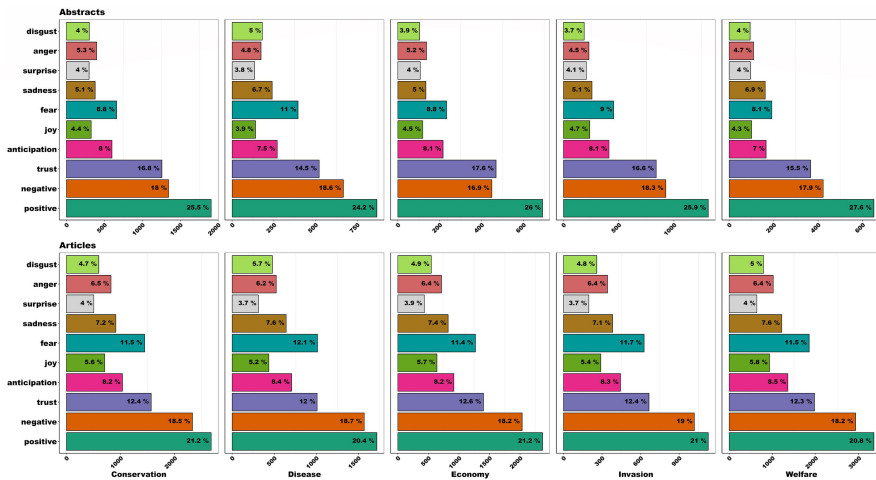 Abstracts
disgust 4 % 5 % 3.9 % 3.7 % 4 %
anger 5.3 % 4.8 % 5.2 % 4.5 % 4.7 %
surprise 4 % 3.8 % 4 % 4.1 % 4 %
sadness 5.1 % 6.7 % 5 % 5.1 % 6.9 %
fear 8.8 % 11 % 8.8 % 9 % 8.1 %
joy 4.4 % 3.9 % 4.5 % 4.7 % 4.3 %
anticipation 8 % 7.5 % 8.1 % 8.1 % 7 %
trust 16.8 % 14.5 % 17.6 % 16.6 % 15.5 %
negative 18 % 18.6 % 16.9 % 18.3 % 17.9 %
positive 25.5 % 24.2 % 26 % 25.9 % 27.6 %
0 500 1000 1500 2000 0 250 500 750 0 200 400 600 0 500 1000 0 200 400 600
Articles
disgust 4.7 % 5.7 % 4.9 % 4.8 % 5 %
anger 6.5 % 6.2 % 6.4 % 6.4 % 6.4 %
surprise 4 % 3.7 % 3.9 % 3.7 % 4 %
sadness 7.2 % 7.6 % 7.4 % 7.1 % 7.6 %
fear 11.5 % 12.1 % 11.4 % 11.7 % 11.5 %
joy 5.6 % 5.2 % 5.7 % 5.4 % 5.8 %
anticipation 8.2 % 8.4 % 8.2 % 8.3 % 8.5 %
trust 12.4 % 12 % 12.6 % 12.4 % 12.3 %
negative 18.5 % 18.7 % 18.2 % 19 % 18.2 %
positive 21.2 % 20.4 % 21.2 % 21 % 20.8 %
0 1000 2000 0 500 1000 1500 0 500 1000 1500 2000 0 300 600 900 0 1000 2000 3000
Conservation Disease Economy Invasion Welfare